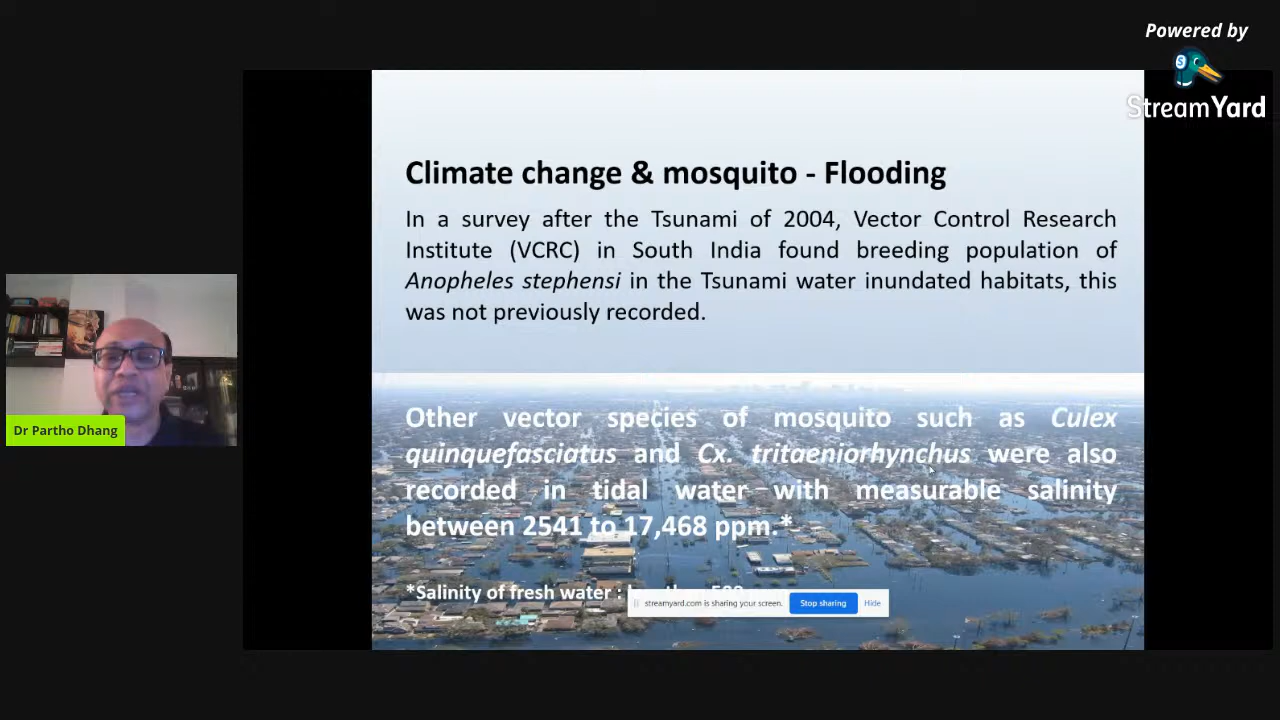 Powered by
StreamYard
Climate change & mosquito - Flooding
In a survey after the Tsunami of 2004, Vector Control Research
Institute (VCRC) in South India found breeding population of
Anopheles stephensi in the Tsunami water inundated habitats, this
was not previously recorded.
Other vector species of mosquito such as Culex
quinquefasciatus and Cx. tritaeniorhynchus were also
recorded in tidal water with measurable salinity
between 2541 to 17,468 ppm.*
*Salinity of fresh water :
streamyard.com is sharing your screen. Stop sharing Hide
Dr Partho Dhang